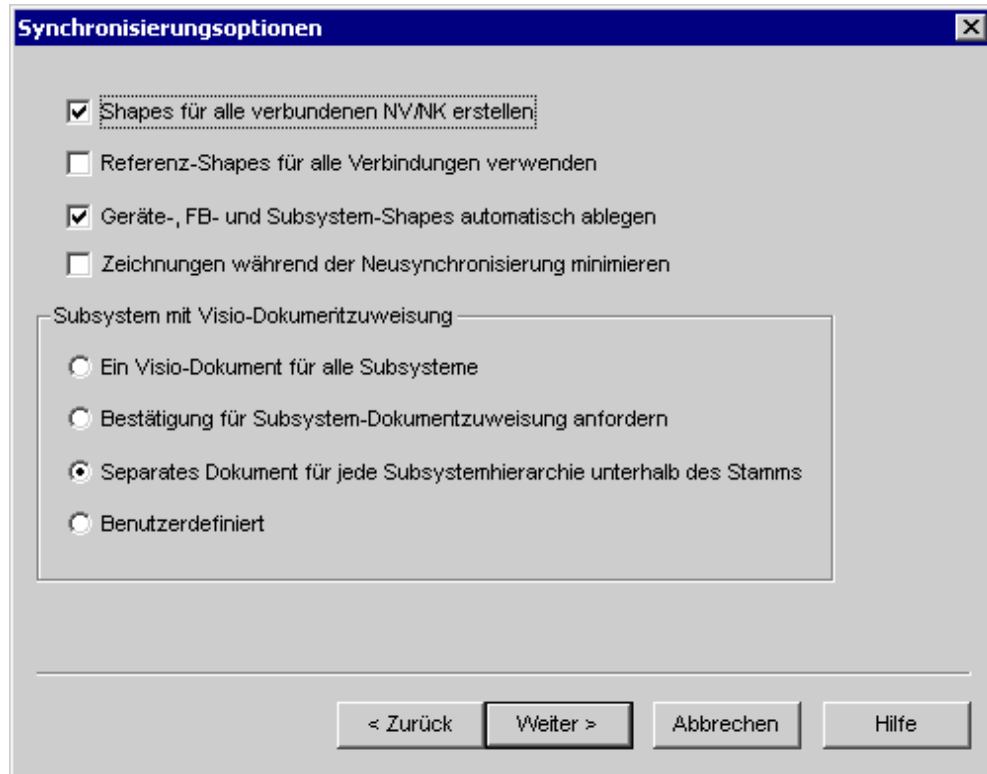 Synchronisierungsoptionen
Shapes für alle verbundenen NV/NK erstellen
Referenz-Shapes für alle Verbindungen verwenden
Geräte-, FB- und Subsystem-Shapes automatisch ablegen
Zeichnungen während der Neusynchronisierung minimieren
Subsystem mit Visio-Dokumentzuweisung
Ein Visio-Dokument für alle Subsysteme
Bestätigung für Subsystem-Dokumentzuweisung anfordern
Separates Dokument für jede Subsystemhierarchie unterhalb des Stamms
Benutzerdefiniert
< Zurück Weiter > Abbrechen Hilfe